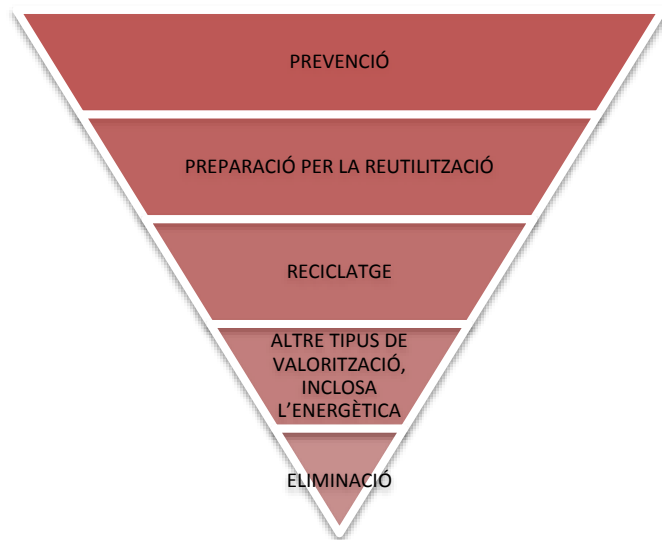 PREVENCIÓ
PREPARACIÓ PER LA REUTILITZACIÓ
RECICLATGE
ALTRE TIPUS DE
VALORITZACIÓ,
INCLOSA
L’ENERGÈTICA
ELIMINACIÓ